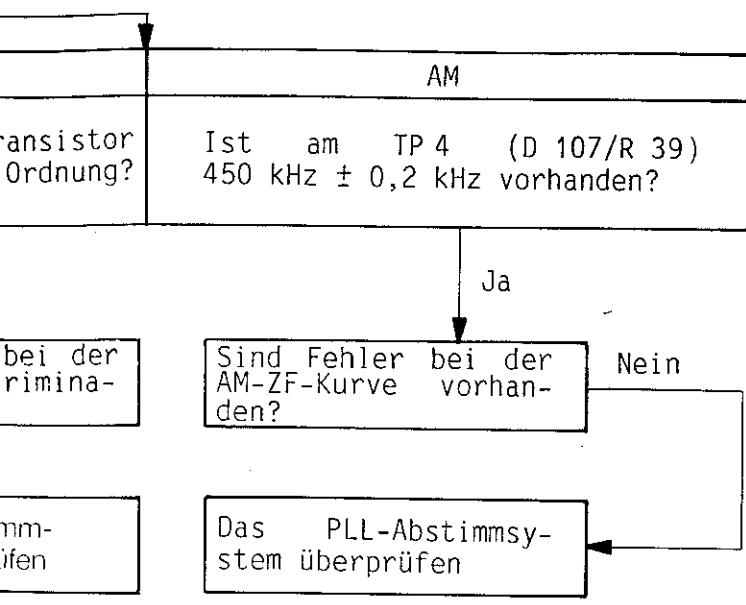 AM
ransistor
Ordnung?
Ist am TP 4 (D 107/R 39)
450 kHz ± 0,2 kHz vorhanden?
Ja
bei der
rimina-
Sind Fehler bei der
AM-ZF-Kurve vorhan-
den?
Nein
mm-
üfen
Das PLL-Abstimmsy-
stem überprüfen